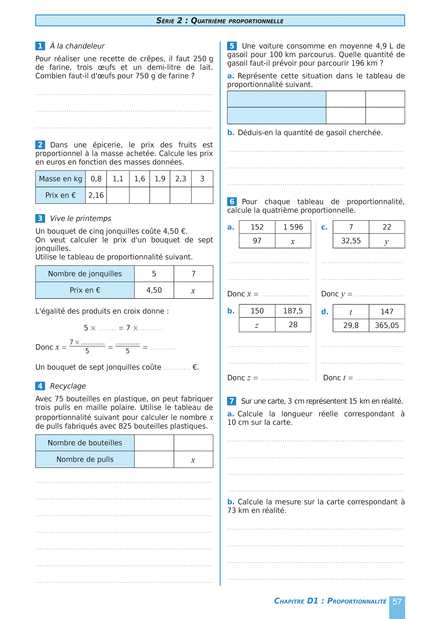 SÉRIE 2 : QUATRIÈME PROPORTIONNELLE
1 À la chandeleur
Pour réaliser une recette de crêpes, il faut 250 g
de farine, trois œufs et un demi-litre de lait.
Combien faut-il d'œufs pour 750 g de farine ?
2 Dans une épicerie, le prix des fruits est
proportionnel à la masse achetée. Calcule les prix
en euros en fonction des masses données.
Masse en kg 0,8 1,1 1,6 1,9 2,3 3
Prix en € 2,16
3 Vive le printemps
Un bouquet de cinq jonquilles coûte 4,50 €.
On veut calculer le prix d'un bouquet de sept
jonquilles.
Utilise le tableau de proportionnalité suivant.
Nombre de jonquilles 5 7
Prix en € 4,50 x
L'égalité des produits en croix donne :
5 × ........ = 7 × ........
Donc x = 7 × ............ / 5 = ............ / 5 = ............
Un bouquet de sept jonquilles coûte ............ €.
4 Recyclage
Avec 75 bouteilles en plastique, on peut fabriquer
trois pulls en maille polaire. Utilise le tableau de
proportionnalité suivant pour calculer le nombre x
de pulls fabriqués avec 825 bouteilles plastiques.
Nombre de bouteilles
Nombre de pulls x
5 Une voiture consomme en moyenne 4,9 L de
gasoil pour 100 km parcourus. Quelle quantité de
gasoil faut-il prévoir pour parcourir 196 km ?
a. Représente cette situation dans le tableau de
proportionnalité suivant.
b. Déduis-en la quantité de gasoil cherchée.
6 Pour chaque tableau de proportionnalité,
calcule la quatrième proportionnelle.
a. 152 1 596
97 x
Donc x = ....................
c. 7 22
32,55 y
Donc y = ....................
b. 150 187,5
z 28
Donc z = ....................
d. t 147
29,8 365,05
Donc t = ....................
7 Sur une carte, 3 cm représentent 15 km en réalité.
a. Calcule la longueur réelle correspondant à
10 cm sur la carte.
b. Calcule la mesure sur la carte correspondant à
73 km en réalité.
CHAPITRE D1 : PROPORTIONNALITÉ 57